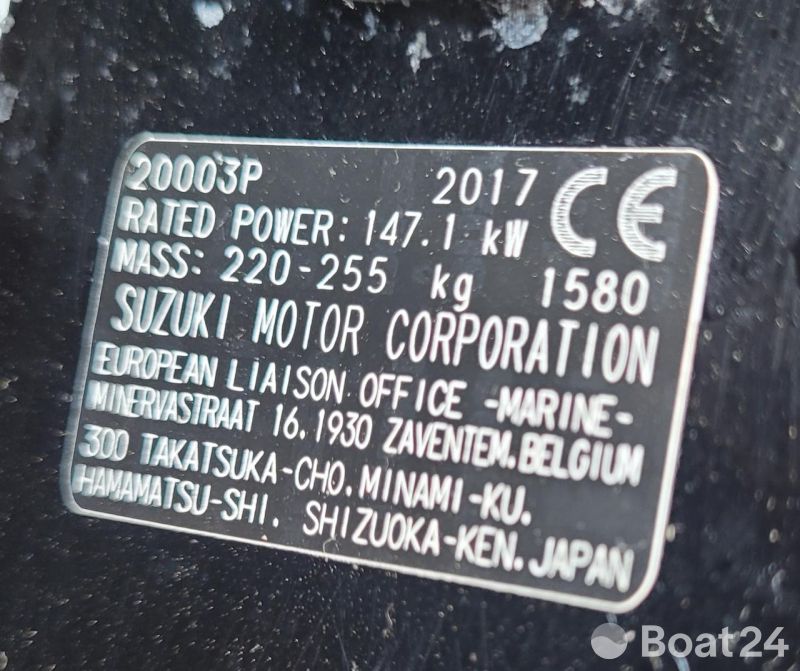 20003P 2017 CE
RATED POWER: 147.1 kW
MASS: 220-255 kg 1580
SUZUKI MOTOR CORPORATION
EUROPEAN LIAISON OFFICE -MARINE-
MINERVASTRAAT 16.1930 ZAVENTEM.BELGIUM
300 TAKATSUKA-CHO.MINAMI-KU.
HAMAMATSU-SHI. SHIZUOKA-KEN.JAPAN
Boat24